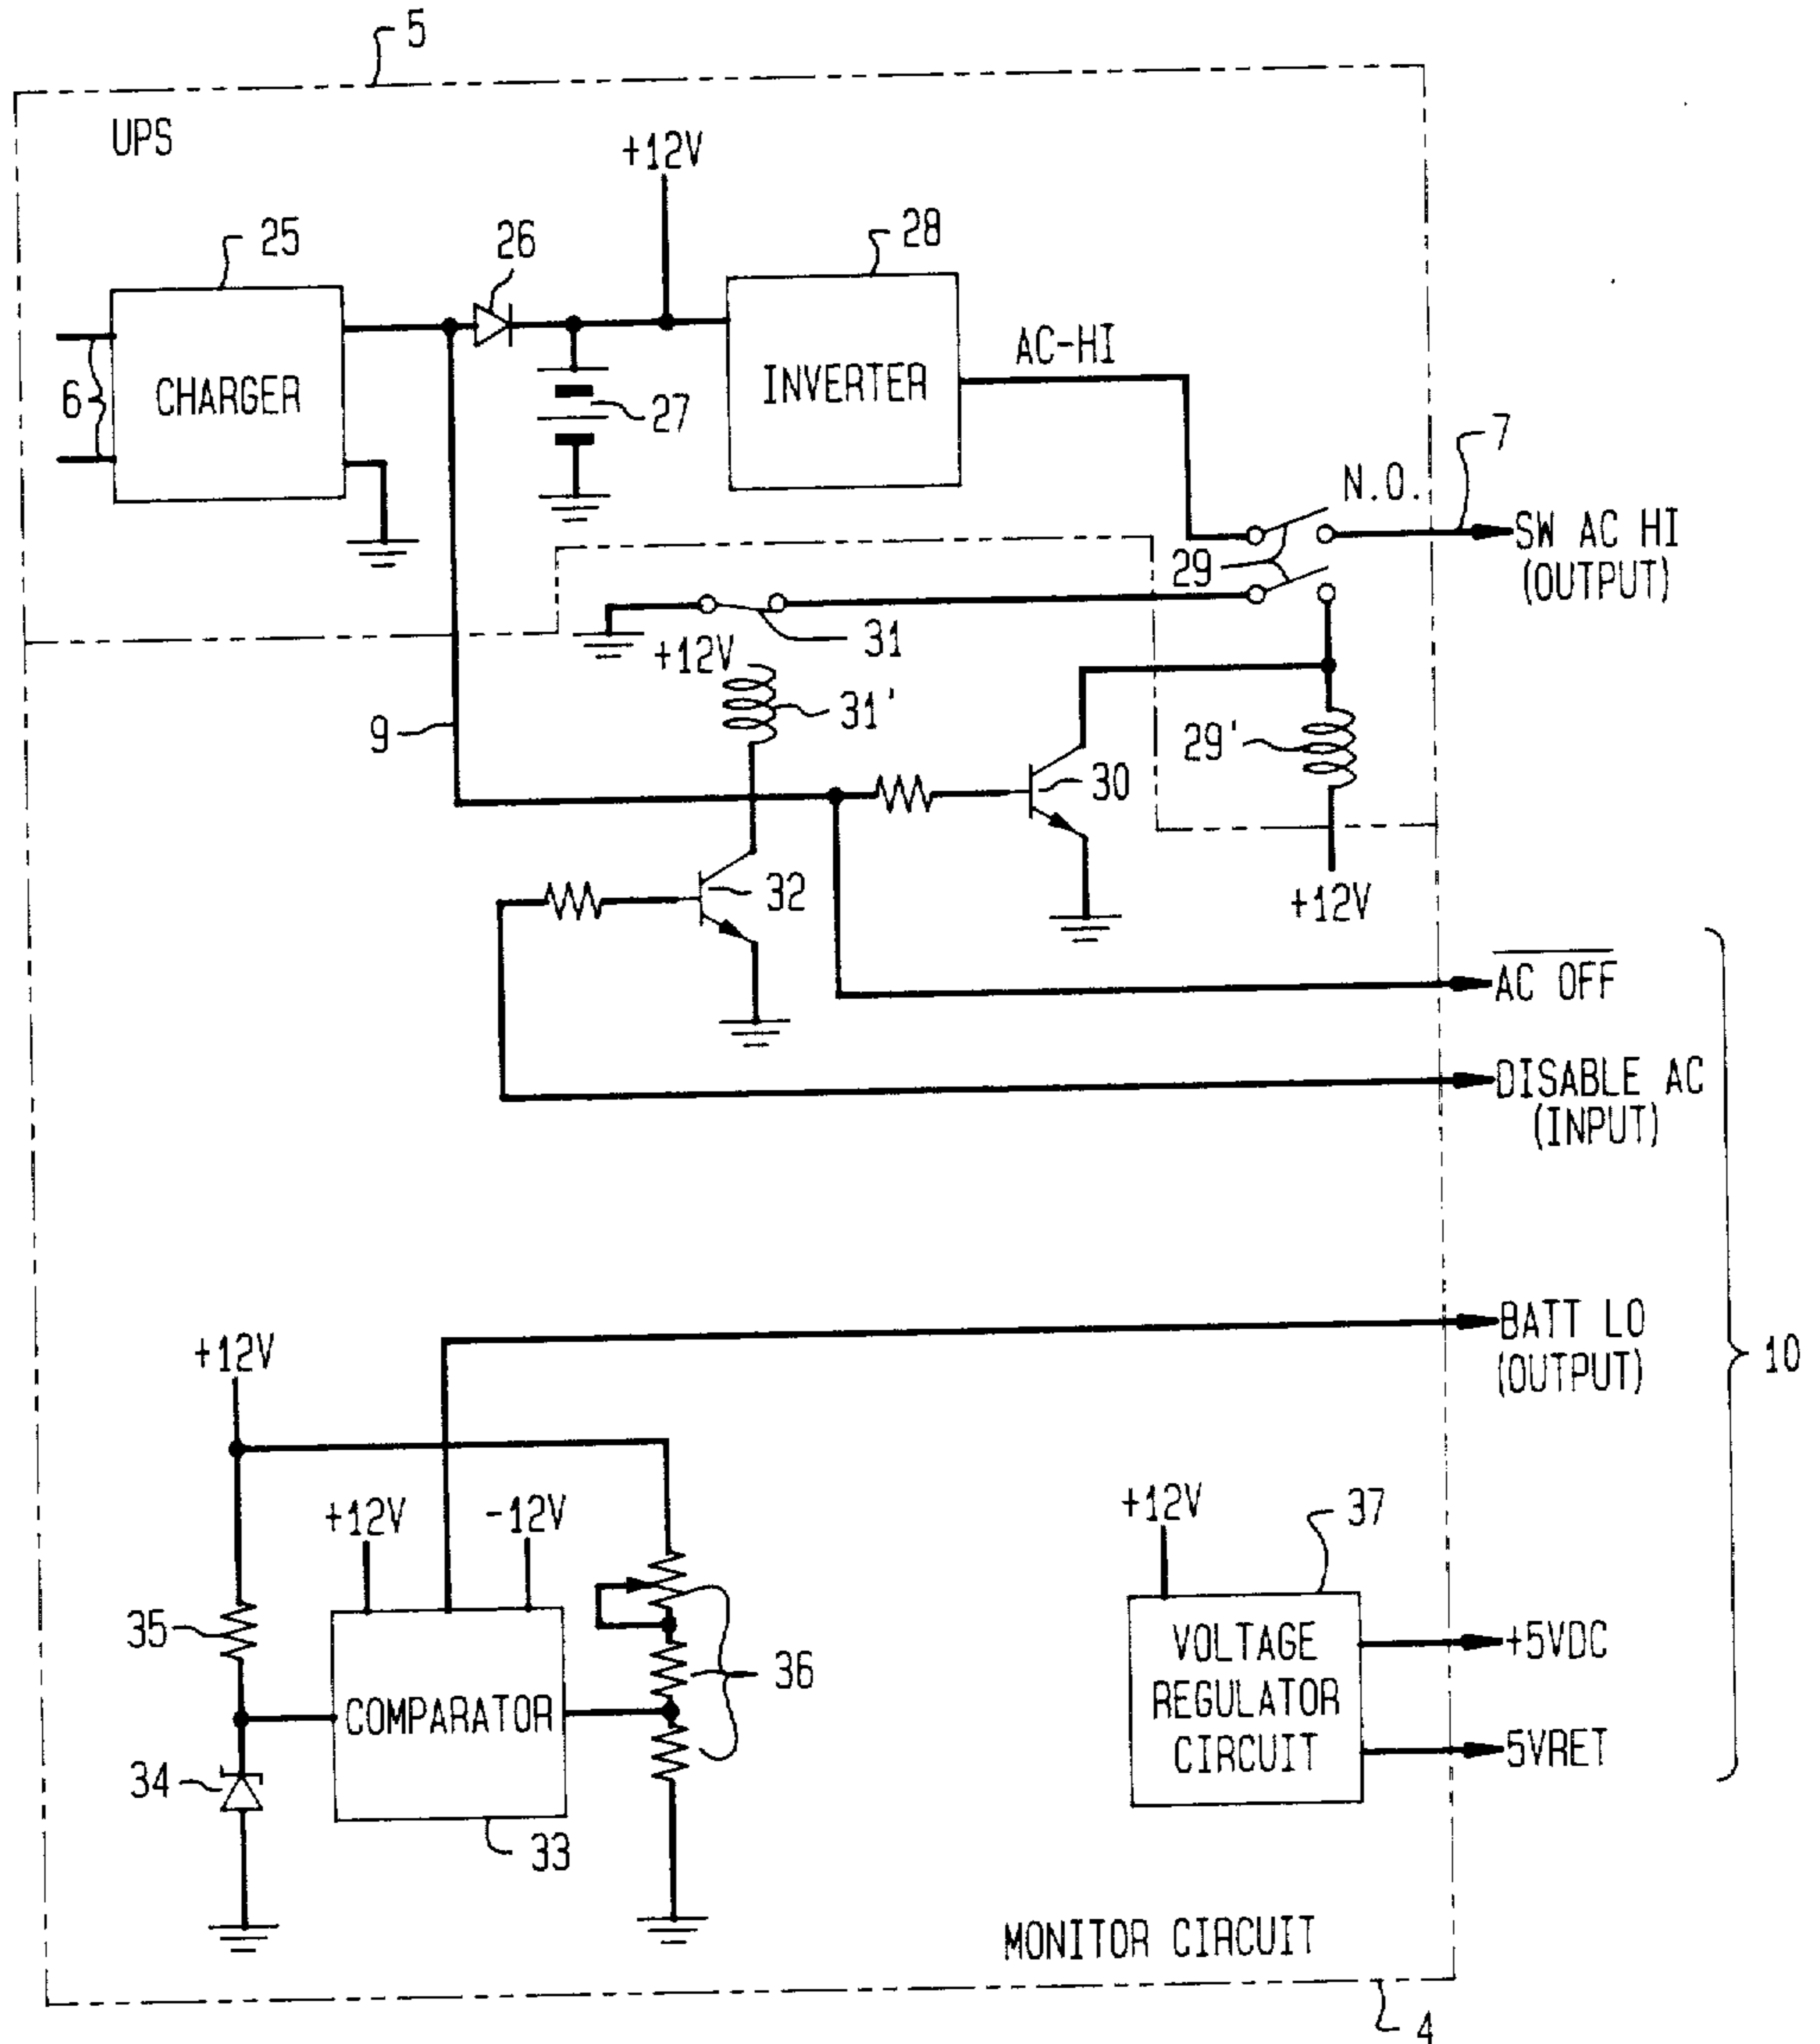 5
UPS
+12V
25
26
28
CHARGER
6
27
INVERTER
AC-HI
7
N.O.
SW AC HI
(OUTPUT)
29
31
+12V
31'
9
29'
30
+12V
32
AC OFF
DISABLE AC
(INPUT)
BATT LO
(OUTPUT)
10
+12V
+12V
-12V
35
36
COMPARATOR
34
33
+12V
37
VOLTAGE
REGULATOR
CIRCUIT
+5VDC
5VRET
MONITOR CIRCUIT
4